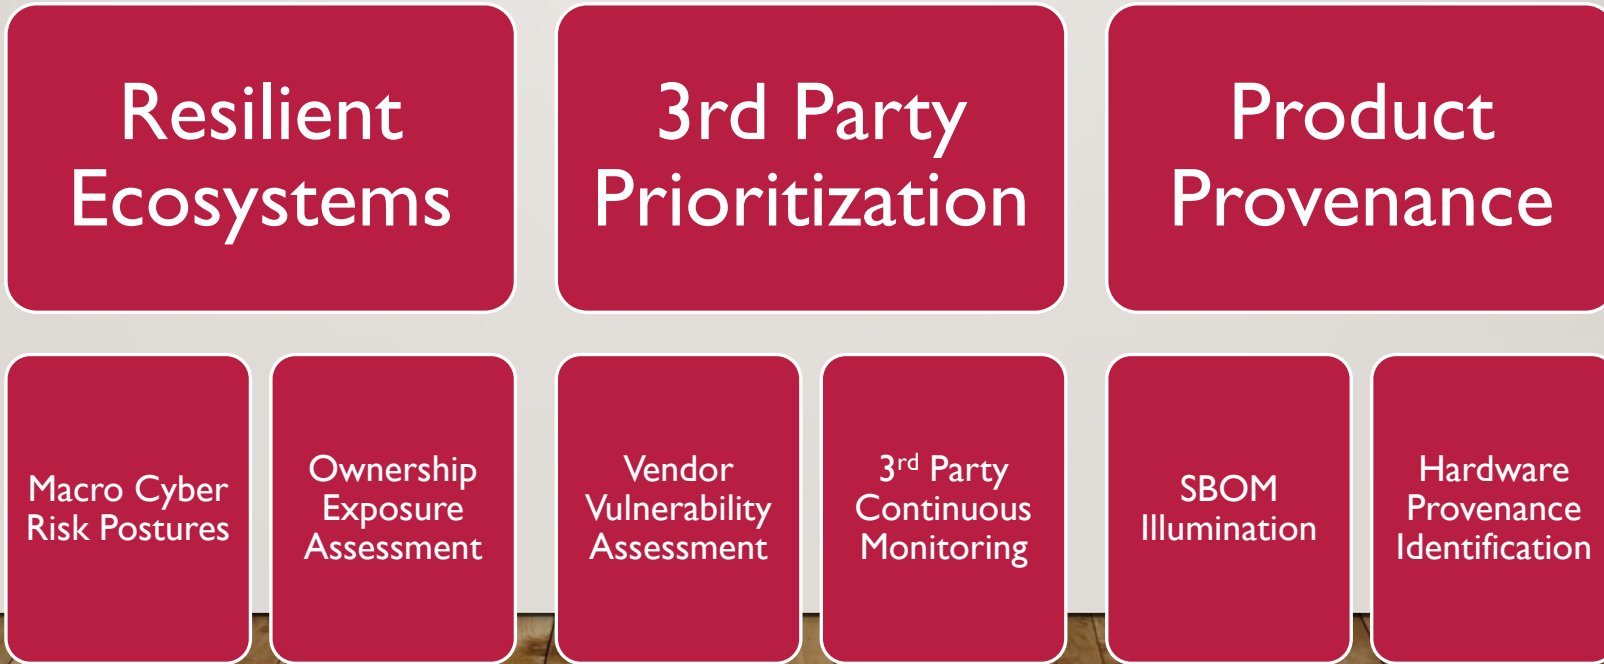 Resilient
Ecosystems
3rd Party
Prioritization
Product
Provenance
Macro Cyber
Risk Postures
Ownership
Exposure
Assessment
Vendor
Vulnerability
Assessment
3rd Party
Continuous
Monitoring
SBOM
Illumination
Hardware
Provenance
Identification